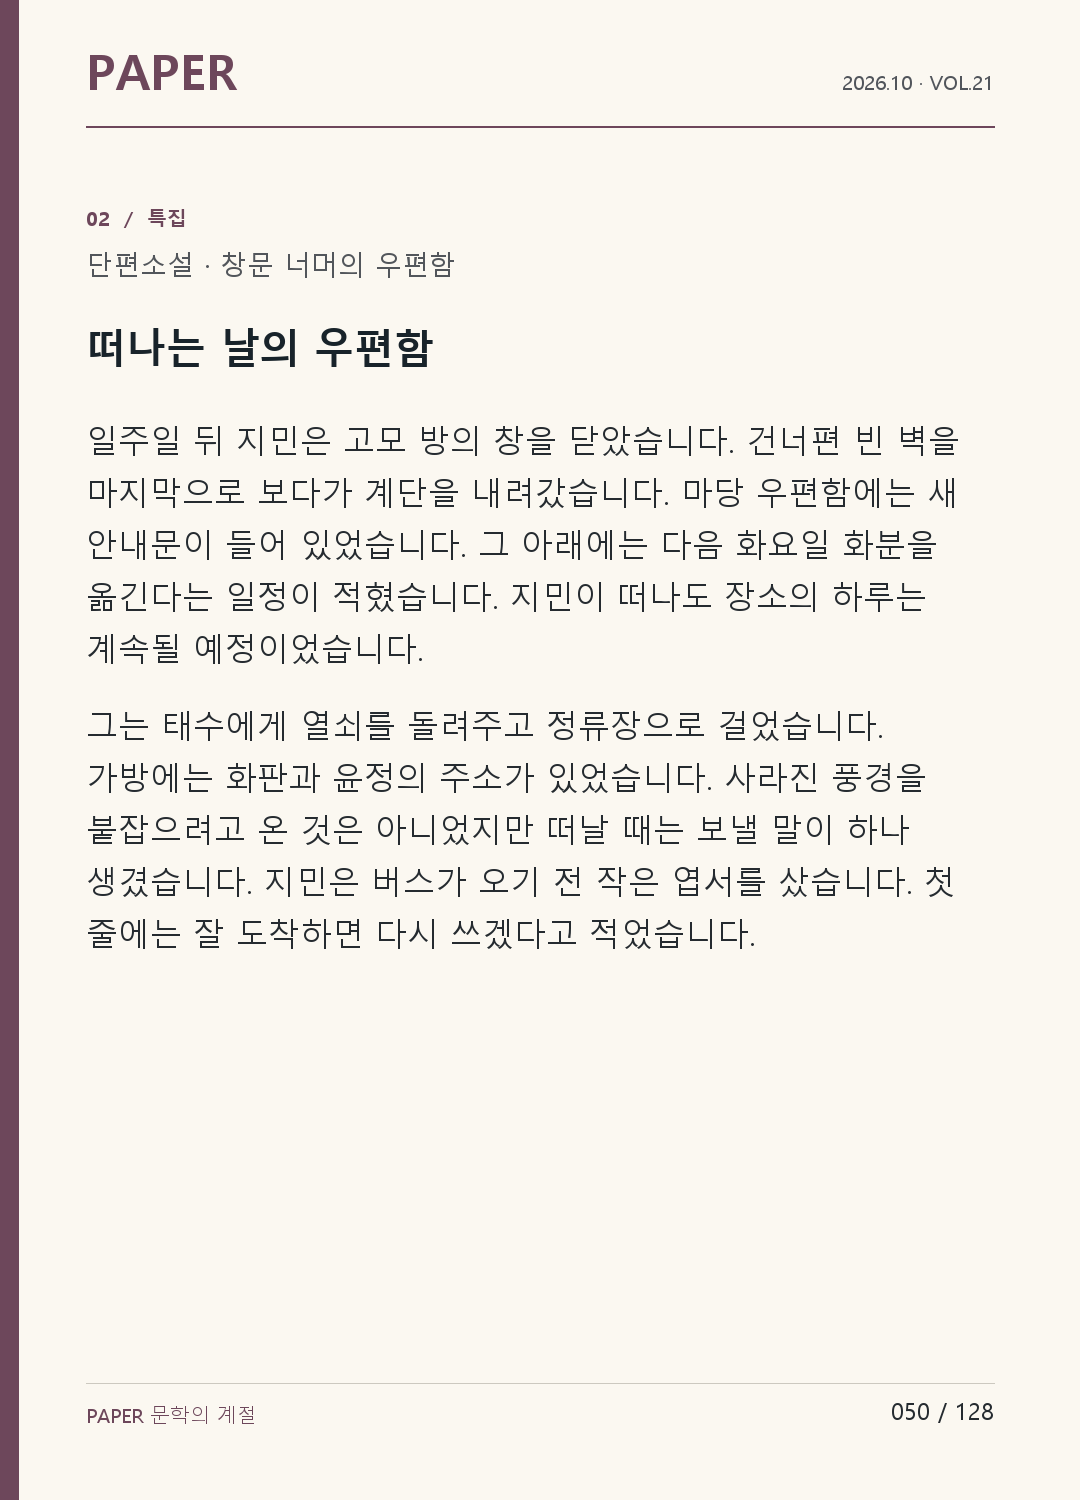 PAPER
2026.10 · VOL.21
02 / 특집
단편소설 · 창문 너머의 우편함
떠나는 날의 우편함
일주일 뒤 지민은 고모 방의 창을 닫았습니다. 건너편 빈 벽을
마지막으로 보다가 계단을 내려갔습니다. 마당 우편함에는 새
안내문이 들어 있었습니다. 그 아래에는 다음 화요일 화분을
옮긴다는 일정이 적혔습니다. 지민이 떠나도 장소의 하루는
계속될 예정이었습니다.
그는 태수에게 열쇠를 돌려주고 정류장으로 걸었습니다.
가방에는 화판과 윤정의 주소가 있었습니다. 사라진 풍경을
붙잡으려고 온 것은 아니었지만 떠날 때는 보낼 말이 하나
생겼습니다. 지민은 버스가 오기 전 작은 엽서를 샀습니다. 첫
줄에는 잘 도착하면 다시 쓰겠다고 적었습니다.
PAPER 문학의 계절
050 / 128